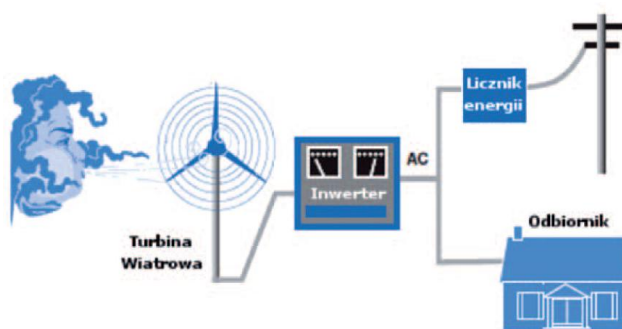 Licznik
energii
AC
Inwerter
Odbiornik
Turbina
Wiatrowa